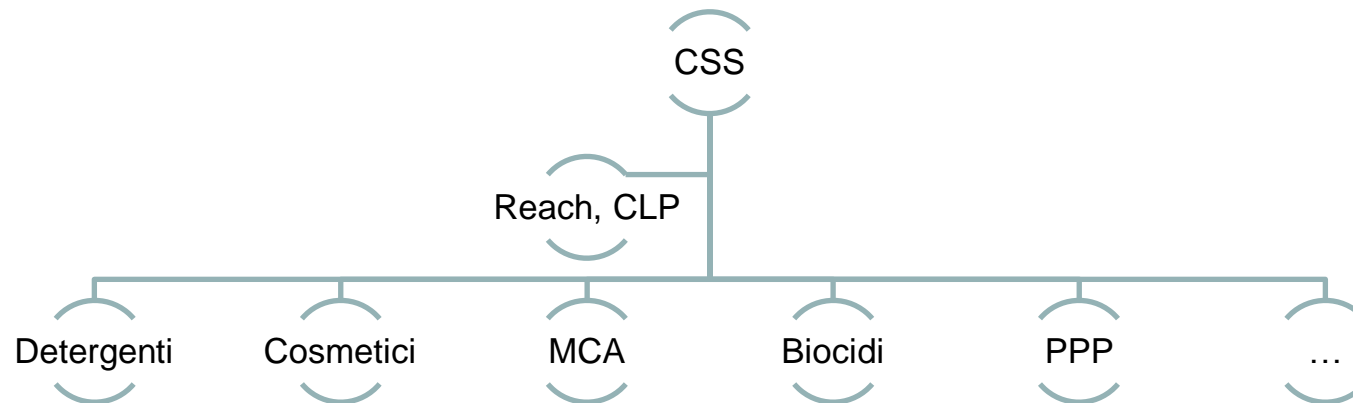 CSS
Reach, CLP
Detergenti
Cosmetici
MCA
Biocidi
PPP
…